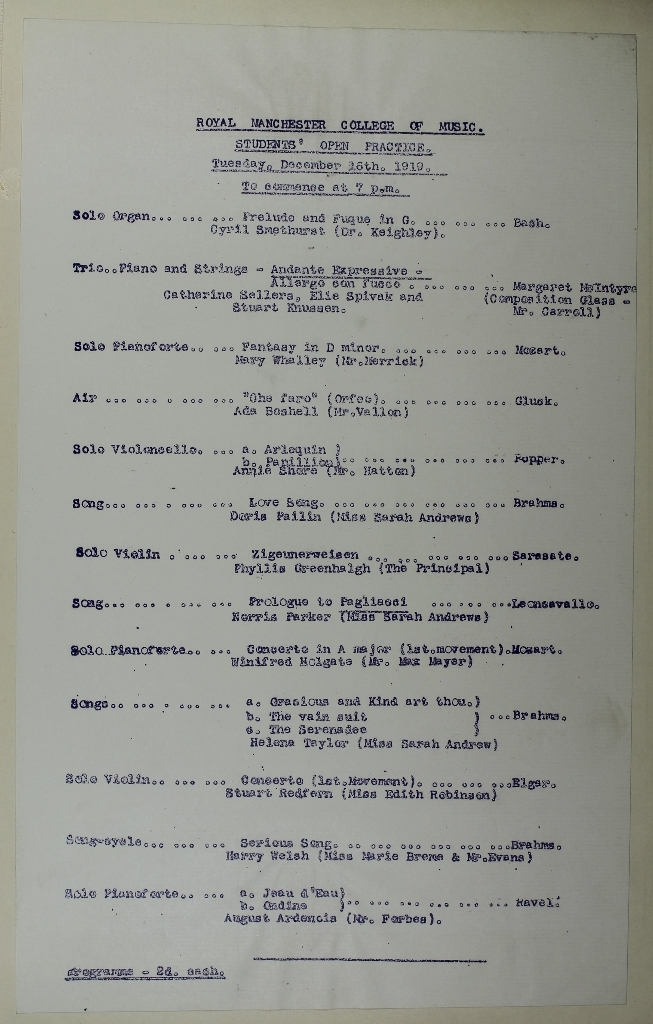 ROYAL MANCHESTER COLLEGE OF MUSIC.
STUDENTS' OPEN PRACTICE.
Tuesday, December 16th. 1919.
To commence at 7 p.m.
Solo Organ... ... ... Prelude and Fuque in G. ... ... ... Bach.
Cyril Smethurst (Dr. Keighley).
Trio..Piano and Strings - Andante Expressive -
Allergo con Fuoco . ... ... ... Margaret McIntyre
Catherine Sellers, Elie Spivak and (Composition Class -
Stuart Knussen. Mr. Carroll)
Solo Pianoforte.. ... Fantasy in D minor. ... ... ... ... Mozart.
Mary Whalley (Mr.Merrick)
Air ... ... . ... ... "Che faro" (Orfeo). ... ... ... ... Gluck.
Ada Boshell (Mr.Vallon)
Solo Violoncello. ... a. Arlequin )
b. Papillion).. ... ... ... ... ... Popper.
Annie Shore (Mr. Hatton)
Song... ... . ... ... Love Song. ... ... ... ... ... ... Brahms.
Doris Pailin (Miss Sarah Andrews)
Solo Violin . ... ... Zigeunerweisen ... ... ... ... ...Sarasate.
Phyllis Greenhalgh (The Principal)
Song... ... . ... ... Prologue to Pagliacci ... ... ...Leoncavallo.
Norris Parker (Miss Sarah Andrews)
Solo Pianoforte.. ... Concerto in A major (1st.movement).Mozart.
Winifred Holgate (Mr. Max Mayer)
Songs.. ... . ... ... a. Gracious and Kind art thou.)
b. The vain suit ) ...Brahms.
c. The Serenadee )
Helena Taylor (Miss Sarah Andrew)
Solo Violin.. ... ... Concerto (1st.Movement). ... ... ...Elgar.
Stuart Redfern (Miss Edith Robinson)
Song-cycle... ... ... Serious Song. .. ... ... ... ... ...Brahms.
Harry Welsh (Miss Marie Brema & Mr.Evans)
Solo Pianoforte.. ... a. Jeau d'Eau)
b. Ondine ).. ... ... ... ... ... Ravel.
August Ardencis (Mr. Forbes).
Programme - 2d. each.